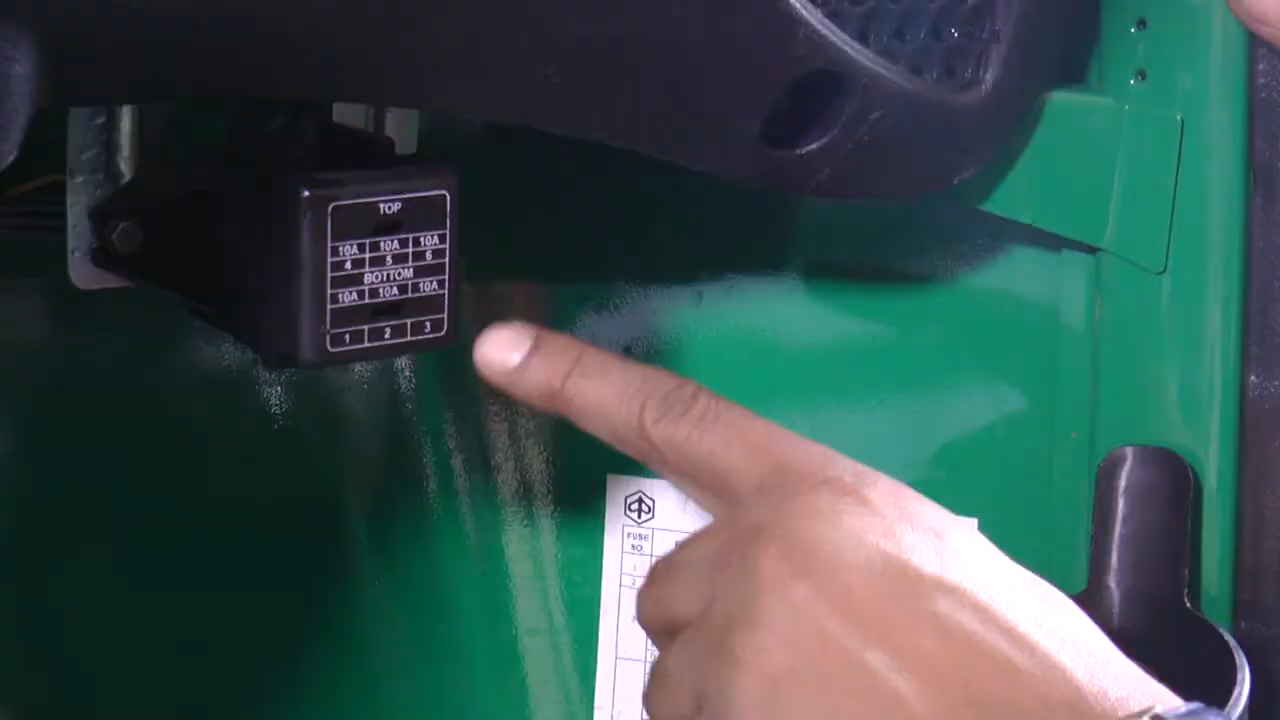 TOP
10A 10A 10A
4 5 6
BOTTOM
10A 10A 10A
1 2 3
FUSE
NO.
1
2